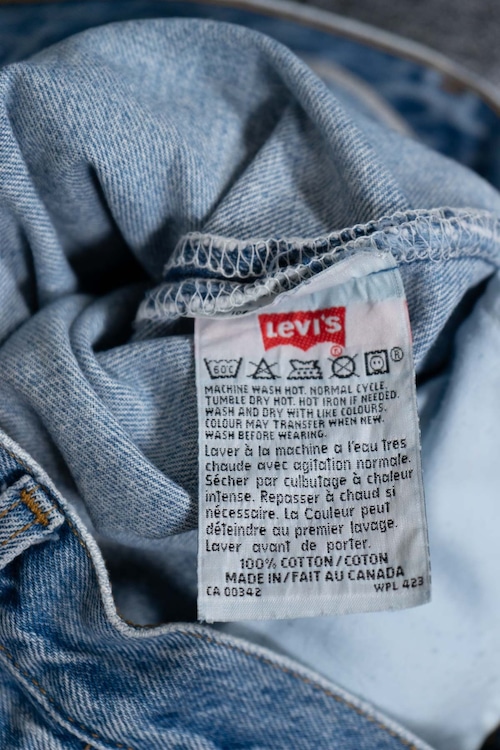 LEVI'S
®
60C ®
MACHINE WASH HOT. NORMAL CYCLE.
TUMBLE DRY HOT. HOT IRON IF NEEDED.
WASH AND DRY WITH LIKE COLOURS.
COLOUR MAY TRANSFER WHEN NEW.
WASH BEFORE WEARING.
Laver à la machine a l'eau tres
chaude avec agitation normale.
Sécher par culbutage à chaleur
intense. Repasser à chaud si
nécessaire. La Couleur peut
déteindre au premier lavage.
Laver avant de porter.
100% COTTON/COTON
MADE IN/FAIT AU CANADA
CA 00342 WPL 423